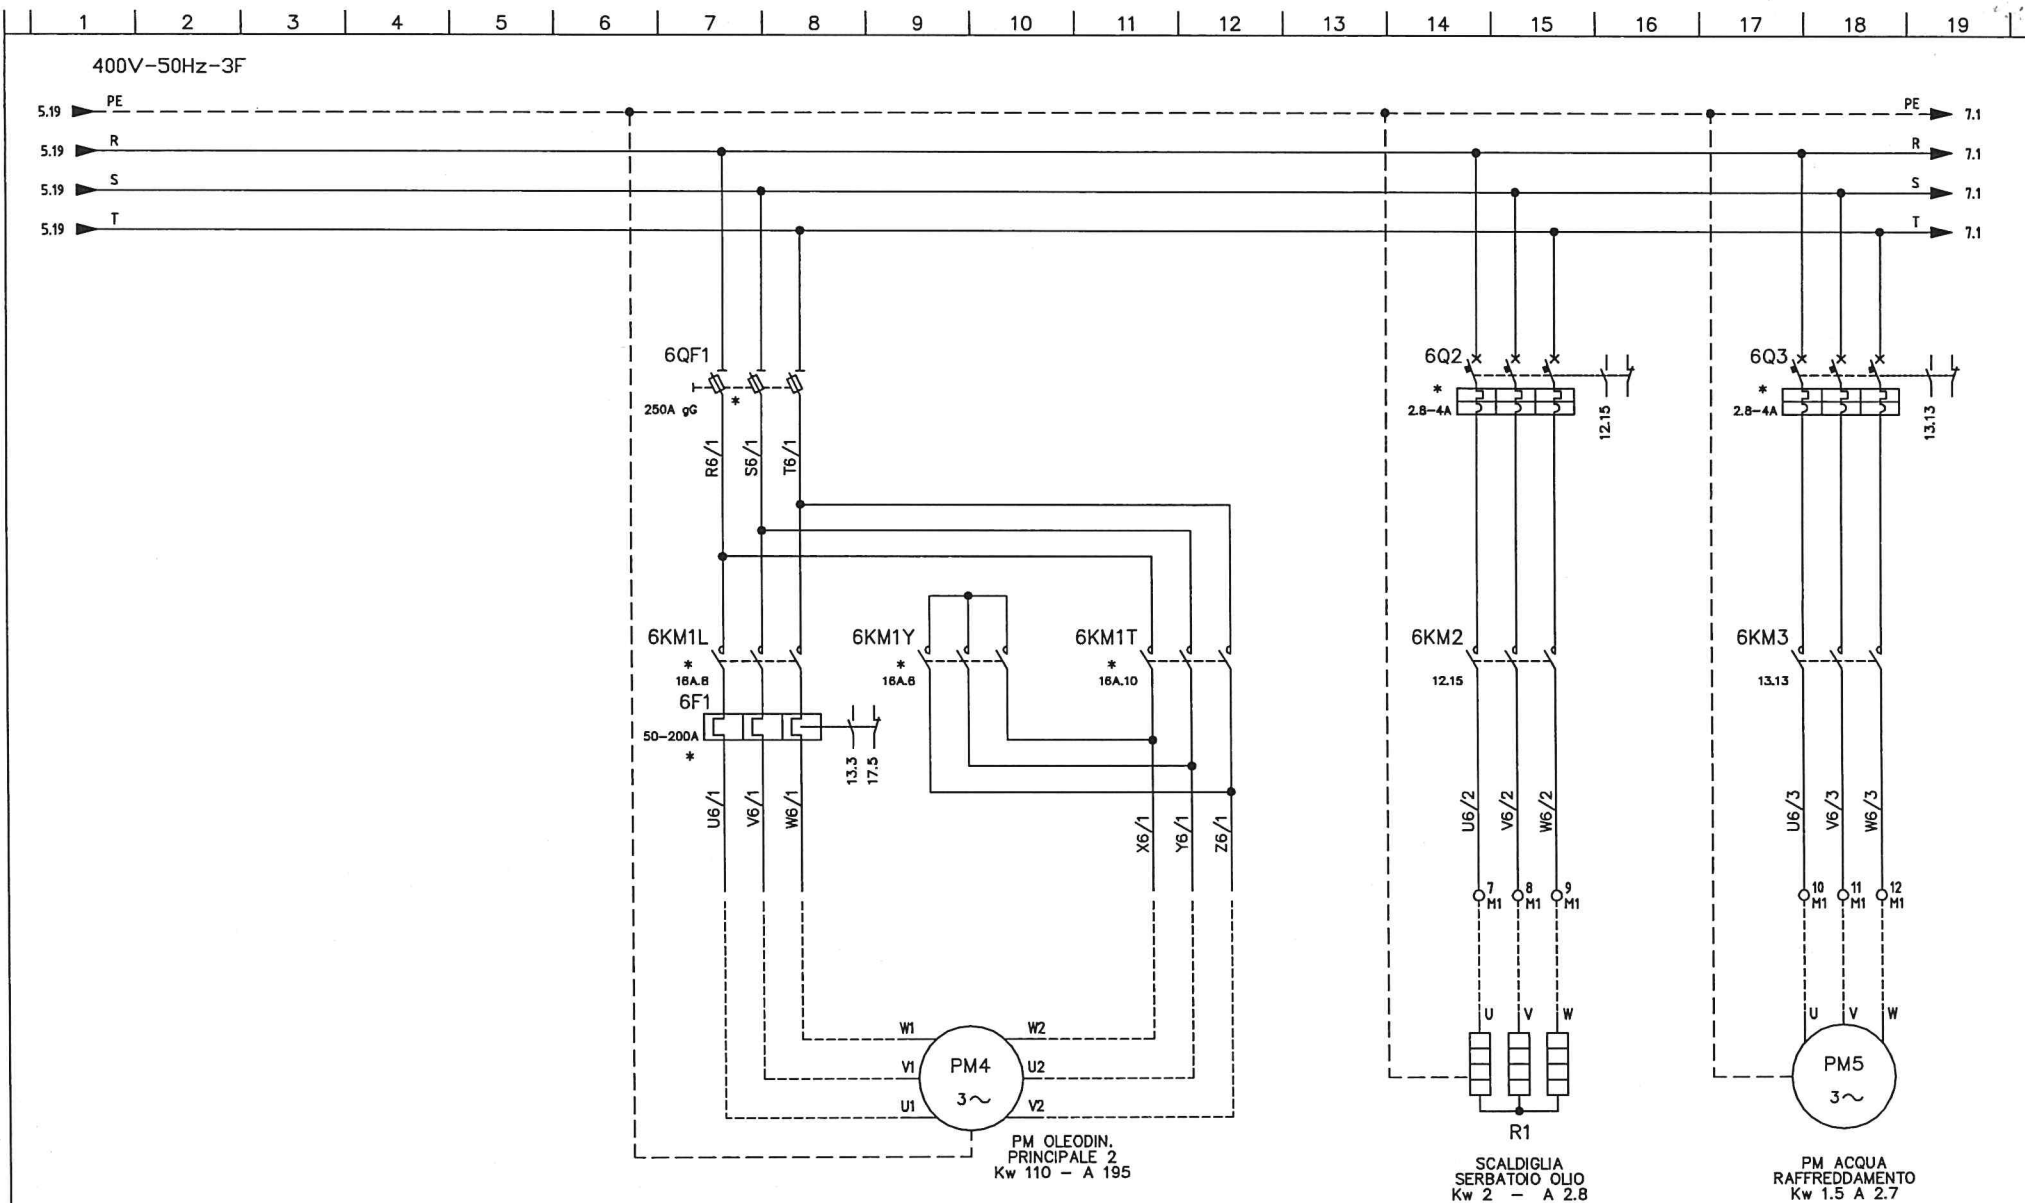 1 2 3 4 5 6 7 8 9 10 11 12 13 14 15 16 17 18 19
400V-50Hz-3F
5.19 PE PE 7.1
5.19 R R 7.1
5.19 S S 7.1
5.19 T T 7.1
6QF1 6Q2 6Q3
250A gG * * 2.8-4A 12.15 * 2.8-4A 13.13
R6/1 S6/1 T6/1
6KM1L 6KM1Y 6KM1T 6KM2 6KM3
* * *
16A.8 16A.6 16A.10 12.15 13.13
6F1
50-200A
* 13.3 17.5
U6/1 V6/1 W6/1 X6/1 Y6/1 Z6/1 U6/2 V6/2 W6/2 U6/3 V6/3 W6/3
7 8 9 10 11 12
M1 M1 M1 M1 M1 M1
U V W U V W
W1 W2
V1 PM4 U2 PM5
3~ 3~
U1 V2
R1
PM OLEODIN.
PRINCIPALE 2
Kw 110 - A 195
SCALDIGLIA
SERBATOIO OLIO
Kw 2 - A 2.8
PM ACQUA
RAFFREDDAMENTO
Kw 1.5 A 2.7